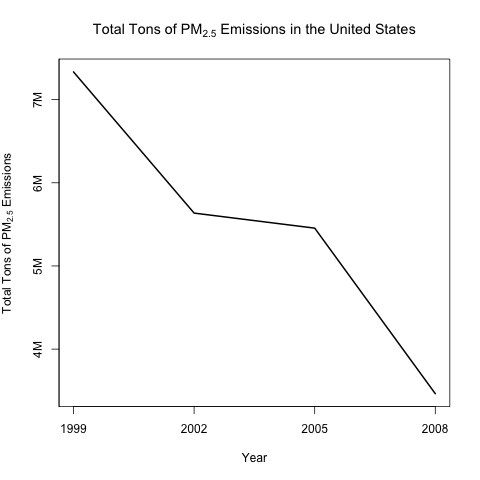 Total Tons of PM2.5 Emissions in the United States
Total Tons of PM2.5 Emissions
7M
6M
5M
4M
1999 2002 2005 2008
Year